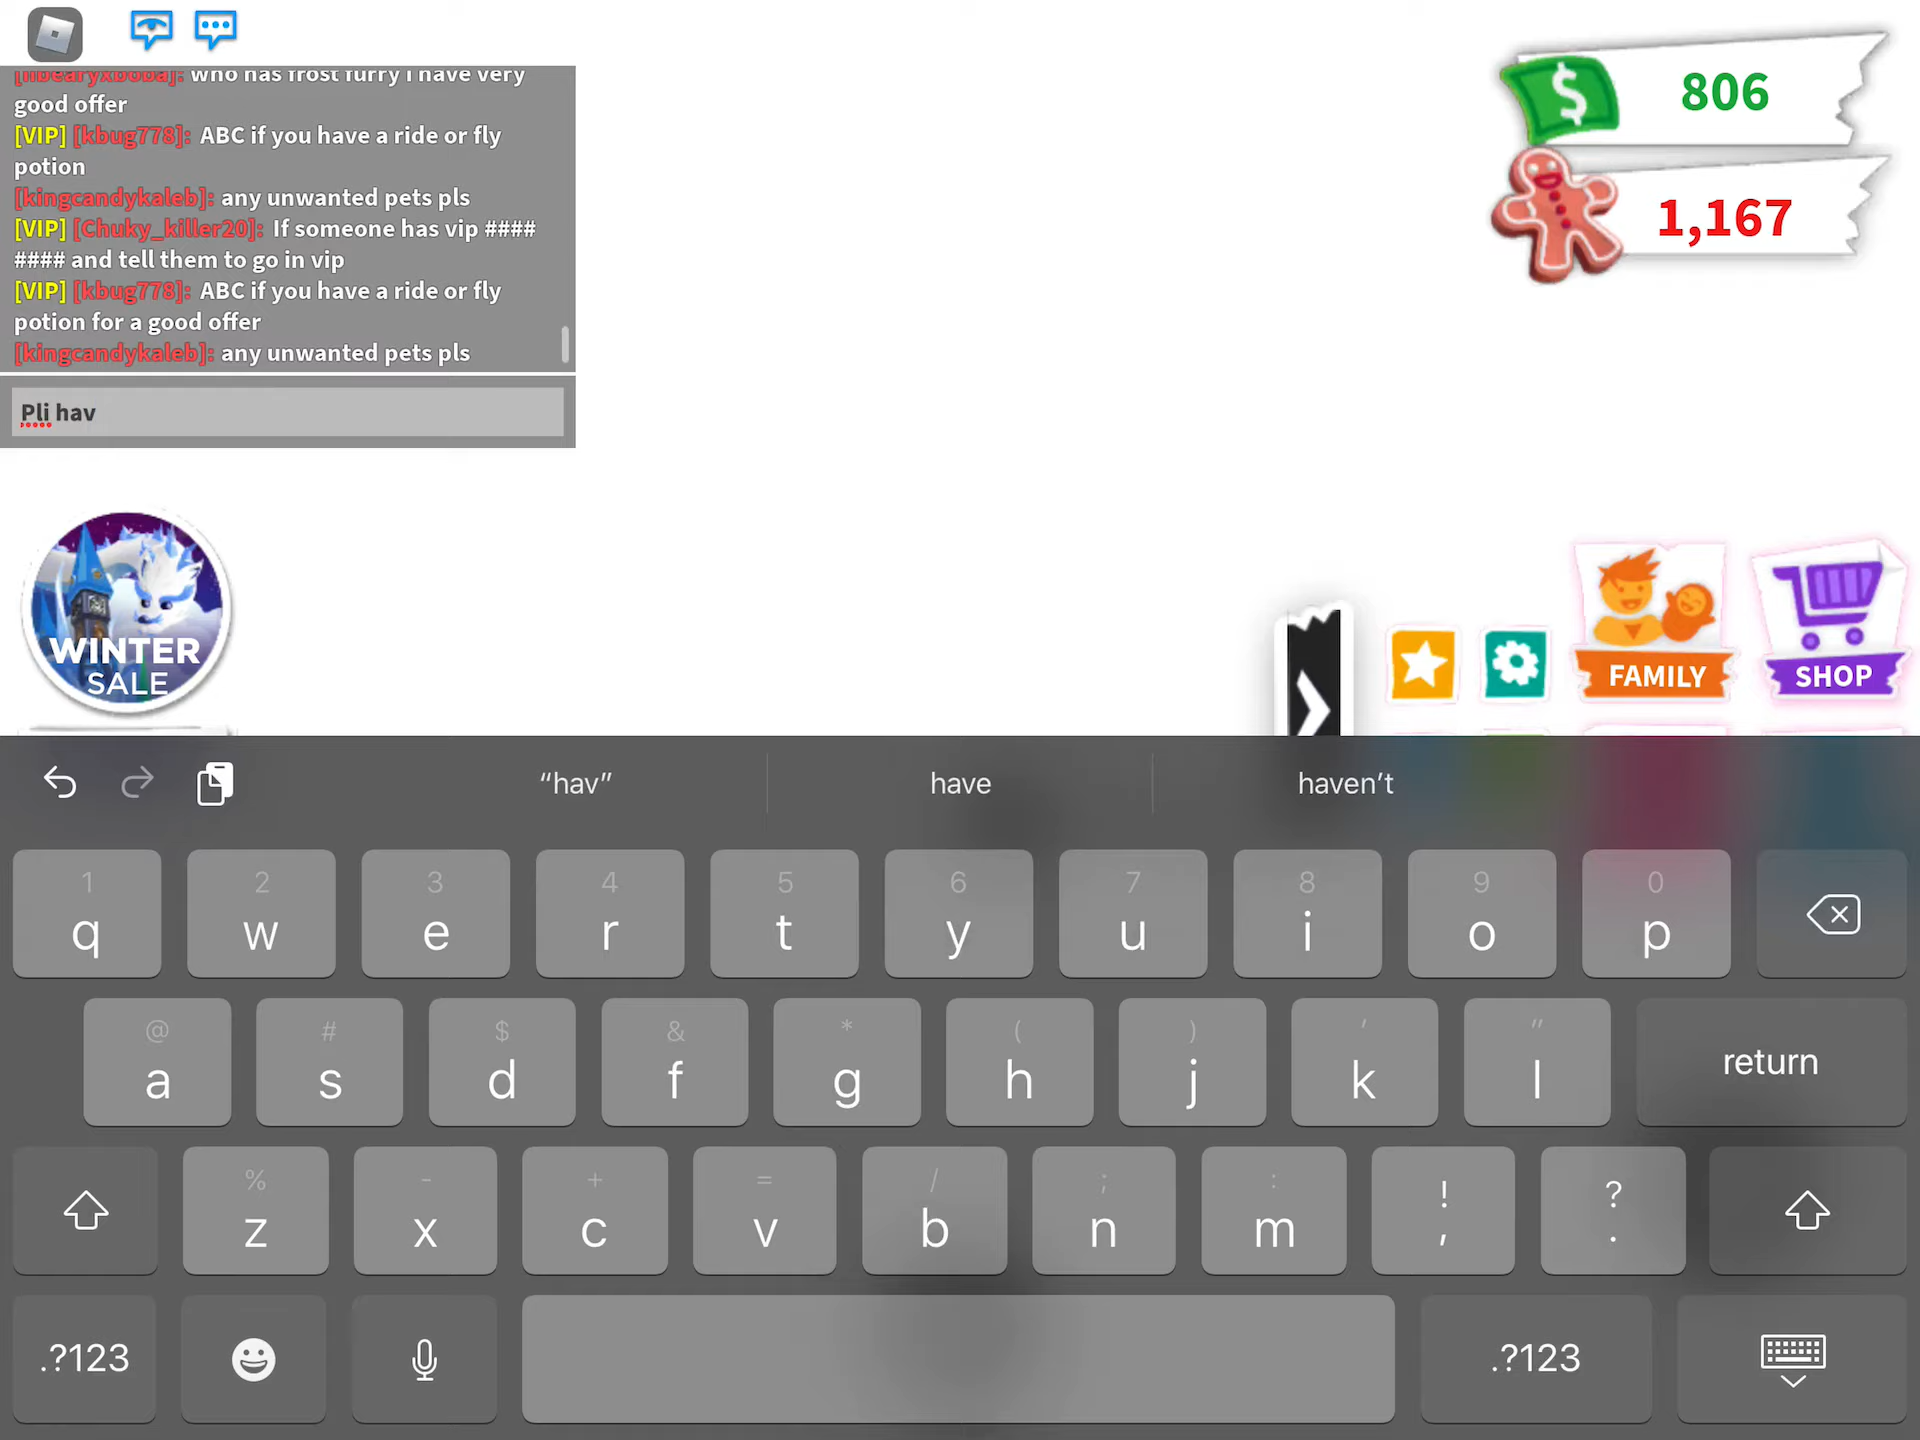 [libearyxboba]: who has frost furry i have very
good offer
[VIP] [kbug778]: ABC if you have a ride or fly
potion
[kingcandykaleb]: any unwanted pets pls
[VIP] [Chuky_killer20]: If someone has vip ####
#### and tell them to go in vip
[VIP] [kbug778]: ABC if you have a ride or fly
potion for a good offer
[kingcandykaleb]: any unwanted pets pls
Pli hav
806
1,167
WINTER
SALE
FAMILY
SHOP
“hav” have haven’t
1 2 3 4 5 6 7 8 9 0
q w e r t y u i o p
@ # $ & * ( ) ' "
a s d f g h j k l return
% - + = / ; : ! ?
z x c v b n m , .
.?123 .?123